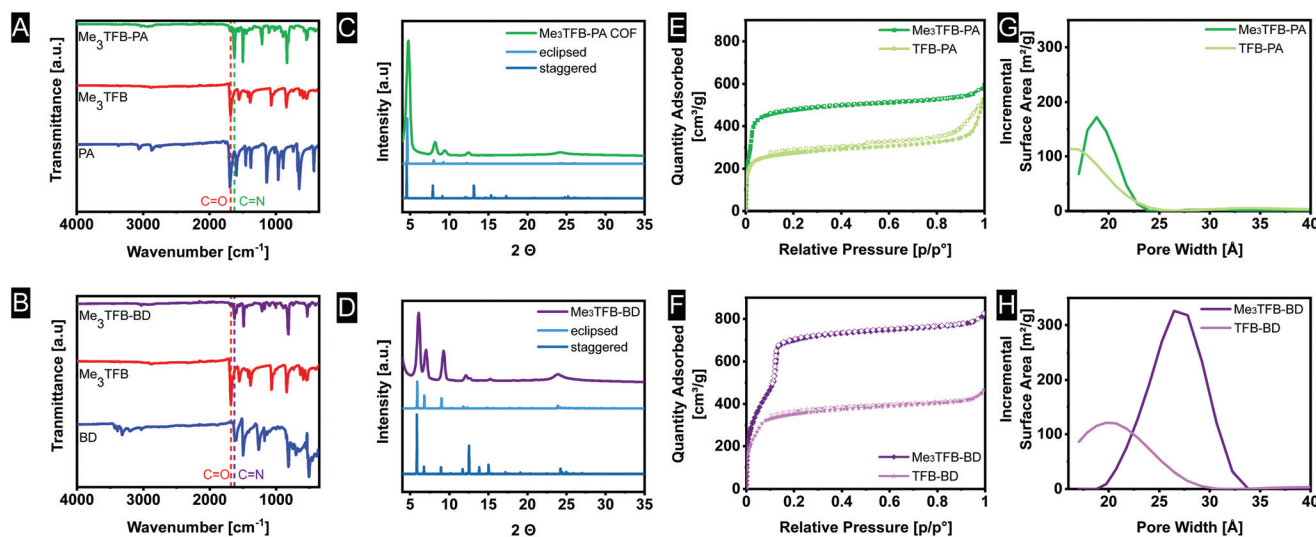 A
Me3TFB-PA
Me3TFB
PA
C=O
C=N
Transmittance [a.u.]
4000 3000 2000 1000
Wavenumber [cm-1]
C
Me3TFB-PA COF
eclipsed
staggered
Intensity [a.u]
5 10 15 20 25 30 35
2 Θ
E
Me3TFB-PA
TFB-PA
Quantity Adsorbed
[cm³/g]
800
600
400
200
0
0.2 0.4 0.6 0.8 1
Relative Pressure [p/p°]
G
Me3TFB-PA
TFB-PA
Incremental
Surface Area [m²/g]
300
200
100
0
20 25 30 35 40
Pore Width [Å]
B
Me3TFB-BD
Me3TFB
BD
C=O
C=N
Tranmittance [a.u.]
4000 3000 2000 1000
Wavenumber [cm-1]
D
Me3TFB-BD
eclipsed
staggered
Intensity [a.u.]
5 10 15 20 25 30 35
2 Θ
F
Me3TFB-BD
TFB-BD
Quantity Adsorbed
[cm³/g]
800
600
400
200
0
0.2 0.4 0.6 0.8 1
Relative Pressure [p/p°]
H
Me3TFB-BD
TFB-BD
Incremental
Surface Area [m²/g]
300
200
100
0
20 25 30 35 40
Pore Width [Å]